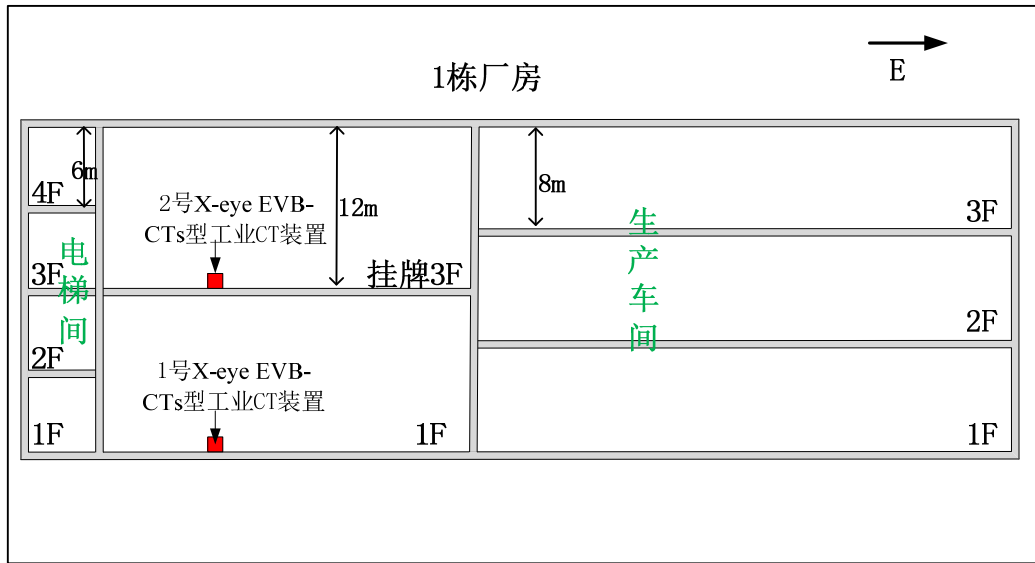 1栋厂房
E
6m
4F
3F
2F
1F
电
梯
间
2号X-eye EVB-
CTs型工业CT装置
12m
挂牌3F
1号X-eye EVB-
CTs型工业CT装置
1F
8m
3F
2F
1F
生
产
车
间